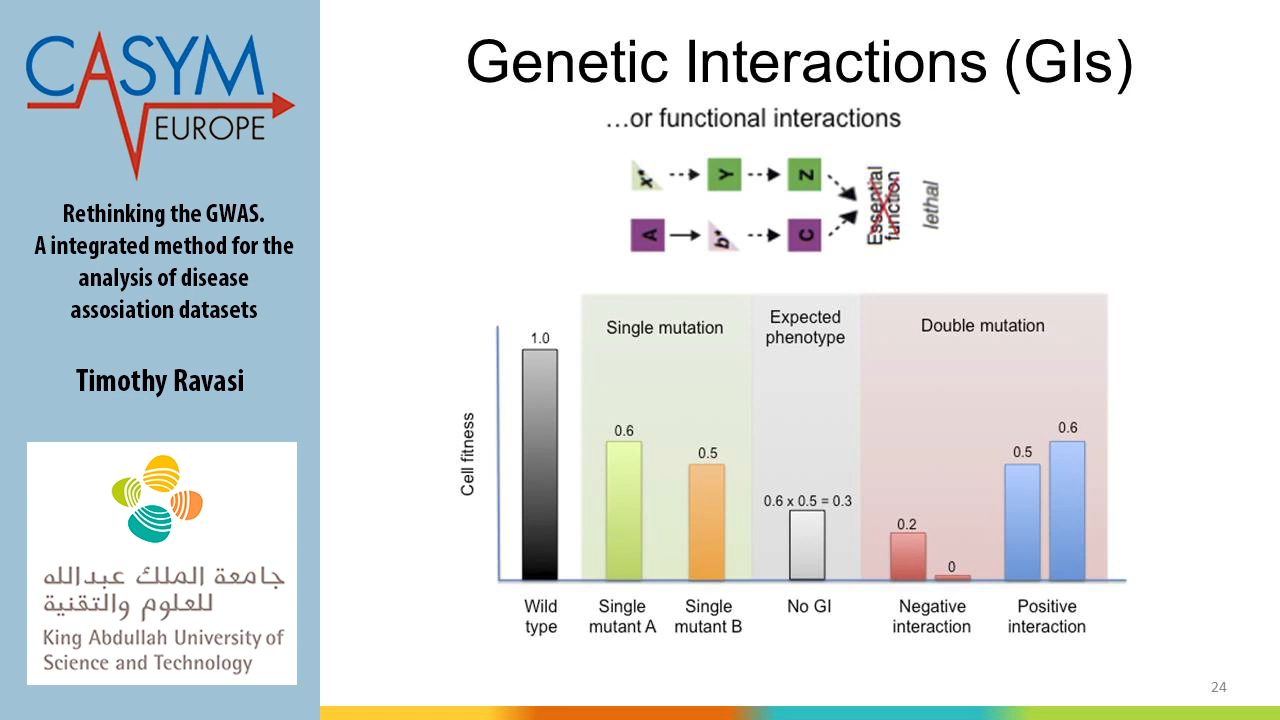 CASYM
EUROPE
Rethinking the GWAS.
A integrated method for the
analysis of disease
assosiation datasets
Timothy Ravasi
جامعة الملك عبدالله
للعلوم والتقنية
King Abdullah University of
Science and Technology
Genetic Interactions (GIs)
...or functional interactions
x* Y Z
A b* C
Essential
function
lethal
Single mutation
Expected
phenotype
Double mutation
Cell fitness
1.0
0.6
0.5
0.6 x 0.5 = 0.3
0.2
0
0.5
0.6
Wild
type
Single
mutant A
Single
mutant B
No GI
Negative
interaction
Positive
interaction
24